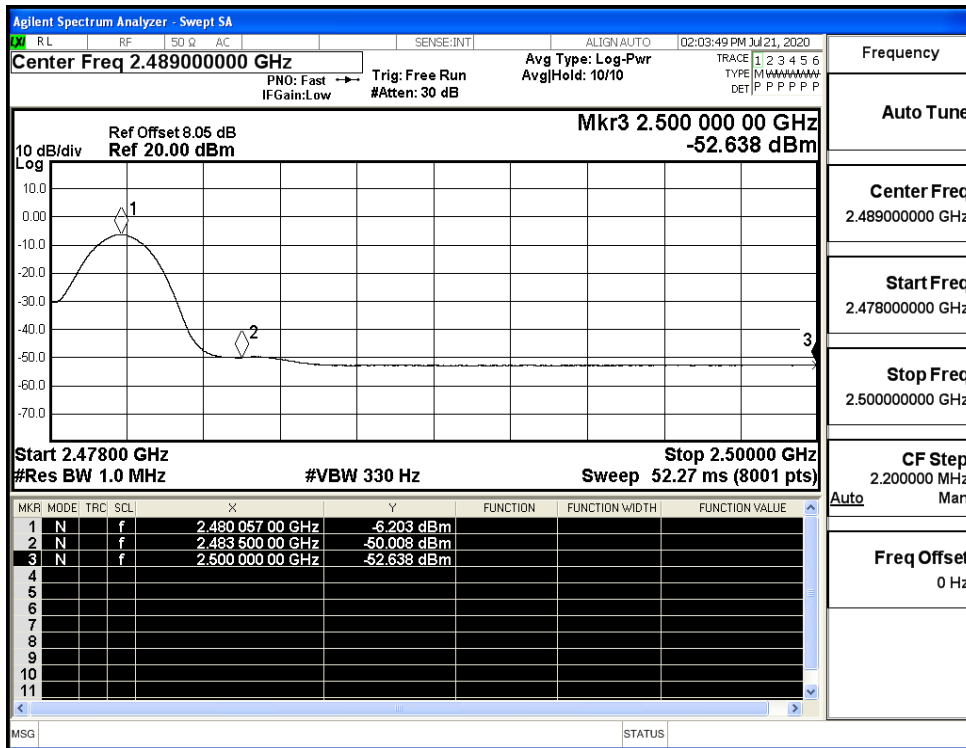 Agilent Spectrum Analyzer - Swept SA
LXI RL RF 50 Ω AC SENSE:INT ALIGN AUTO 02:03:49 PM Jul 21, 2020
Center Freq 2.489000000 GHz
PNO: Fast
IFGain:Low
Trig: Free Run
#Atten: 30 dB
Avg Type: Log-Pwr
Avg|Hold: 10/10
TRACE 1 2 3 4 5 6
TYPE M WWWWW
DET P P P P P P
Mkr3 2.500 000 00 GHz
-52.638 dBm
Ref Offset 8.05 dB
10 dB/div Ref 20.00 dBm
Log
10.0
0.00
-10.0
-20.0
-30.0
-40.0
-50.0
-60.0
-70.0
1
2
3
Start 2.47800 GHz Stop 2.50000 GHz
#Res BW 1.0 MHz #VBW 330 Hz Sweep 52.27 ms (8001 pts)
MKR MODE TRC SCL X Y FUNCTION FUNCTION WIDTH FUNCTION VALUE
1 N f 2.480 057 00 GHz -6.203 dBm
2 N f 2.483 500 00 GHz -50.008 dBm
3 N f 2.500 000 00 GHz -52.638 dBm
4
5
6
7
8
9
10
11
MSG STATUS
Frequency
Auto Tune
Center Freq
2.489000000 GHz
Start Freq
2.478000000 GHz
Stop Freq
2.500000000 GHz
CF Step
2.200000 MHz
Auto Man
Freq Offset
0 Hz